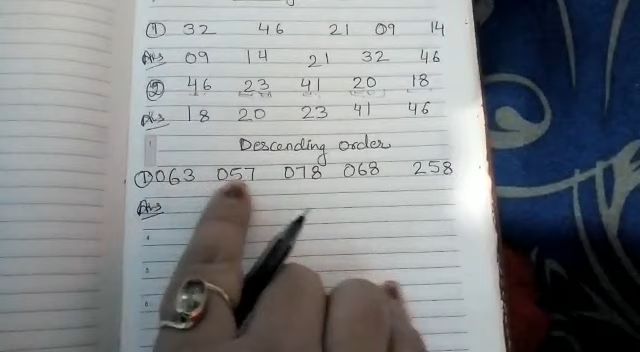 ① 32 46 21 09 14
Ans 09 14 21 32 46
② 46 23 41 20 18
Ans 18 20 23 41 46
Descending order
① 063 057 078 068 258
Ans